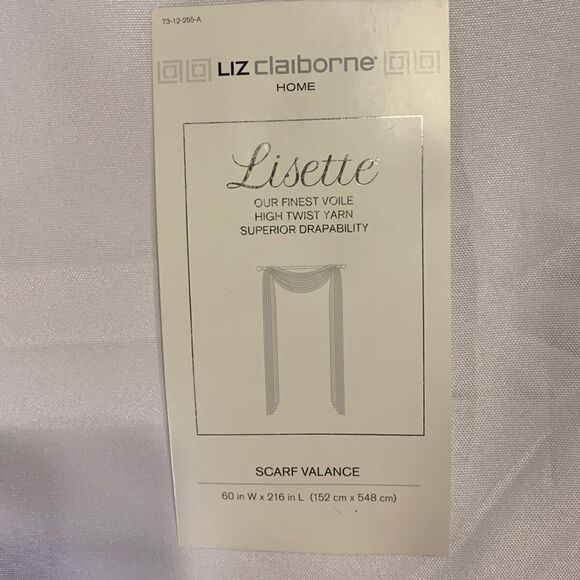 73-12-255-A
LIZ claiborne®
HOME
Lisette
OUR FINEST VOILE
HIGH TWIST YARN
SUPERIOR DRAPABILITY
SCARF VALANCE
60 in W x 216 in L (152 cm x 548 cm)